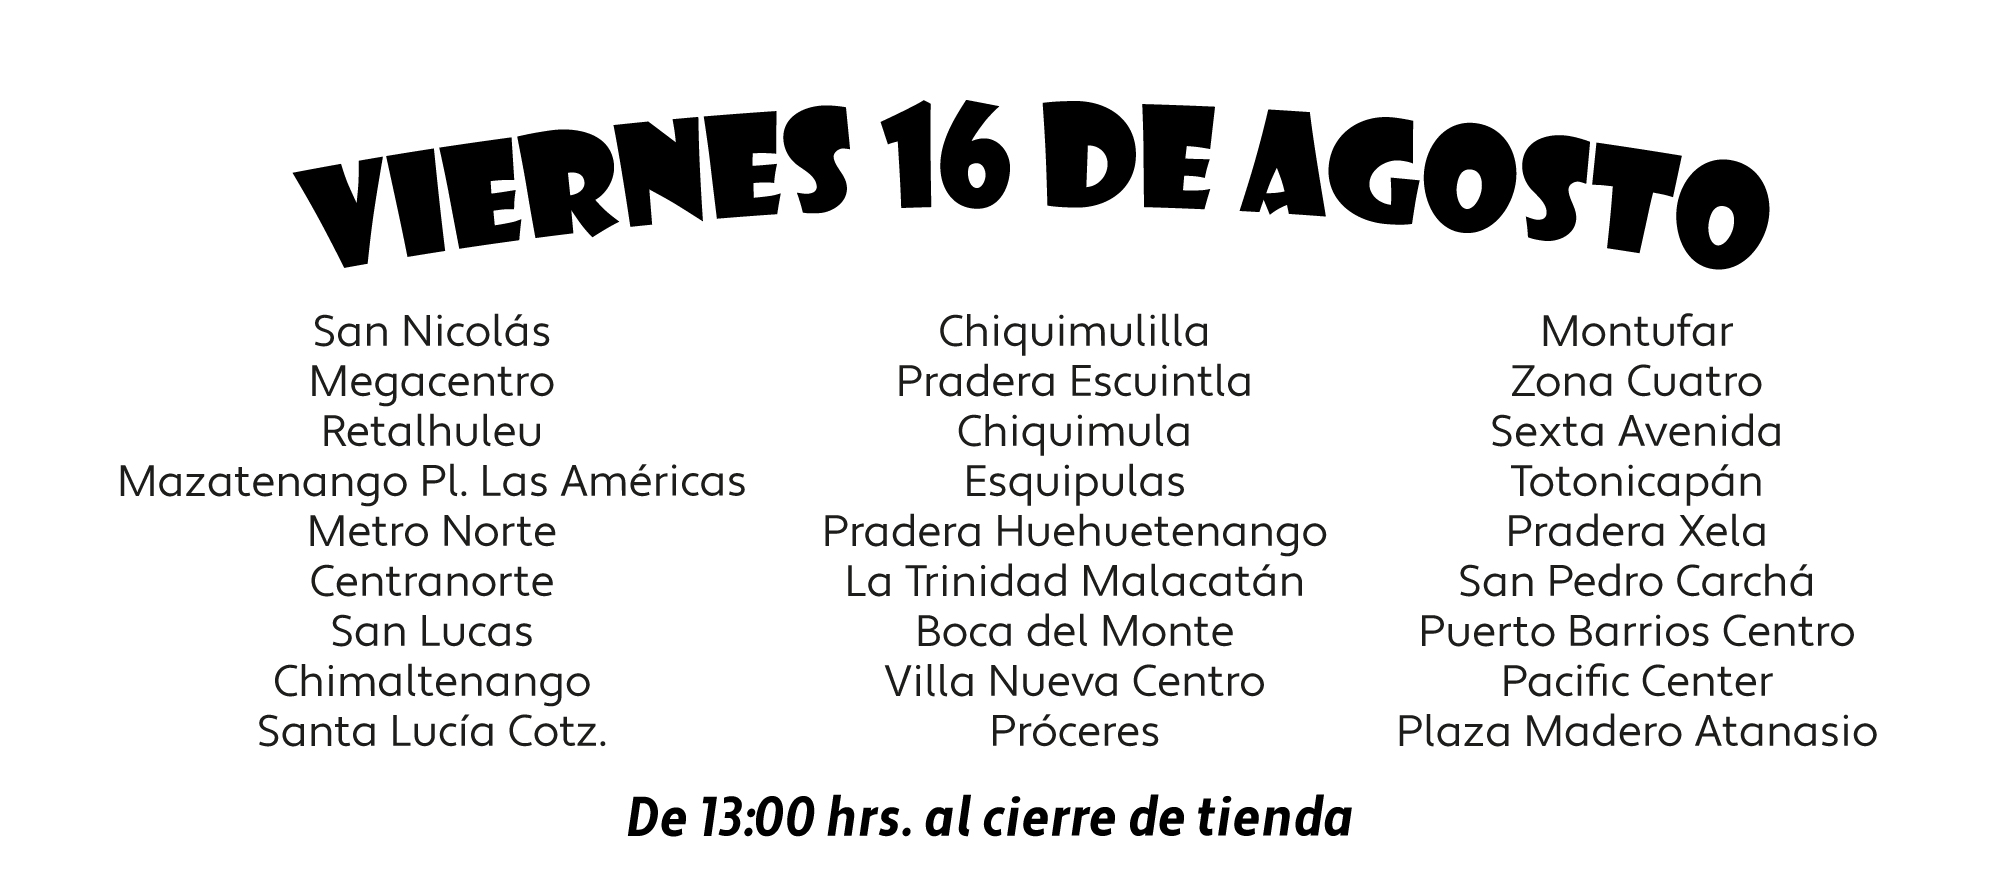 VIERNES 16 DE AGOSTO
San Nicolás
Megacentro
Retalhuleu
Mazatenango Pl. Las Américas
Metro Norte
Centranorte
San Lucas
Chimaltenango
Santa Lucía Cotz.
Chiquimulilla
Pradera Escuintla
Chiquimula
Esquipulas
Pradera Huehuetenango
La Trinidad Malacatán
Boca del Monte
Villa Nueva Centro
Próceres
Montufar
Zona Cuatro
Sexta Avenida
Totonicapán
Pradera Xela
San Pedro Carchá
Puerto Barrios Centro
Pacific Center
Plaza Madero Atanasio
De 13:00 hrs. al cierre de tienda